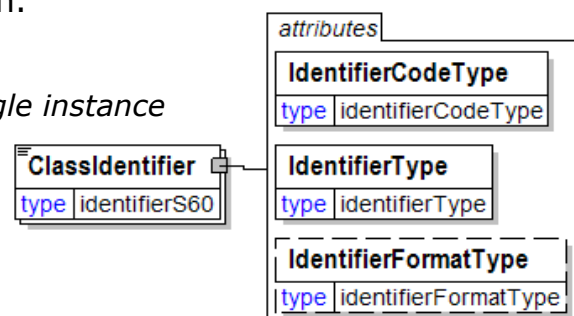 n.
attributes
IdentifierCodeType
type identifierCodeType
gle instance
ClassIdentifier
type identifierS60
IdentifierType
type identifierType
IdentifierFormatType
type identifierFormatType